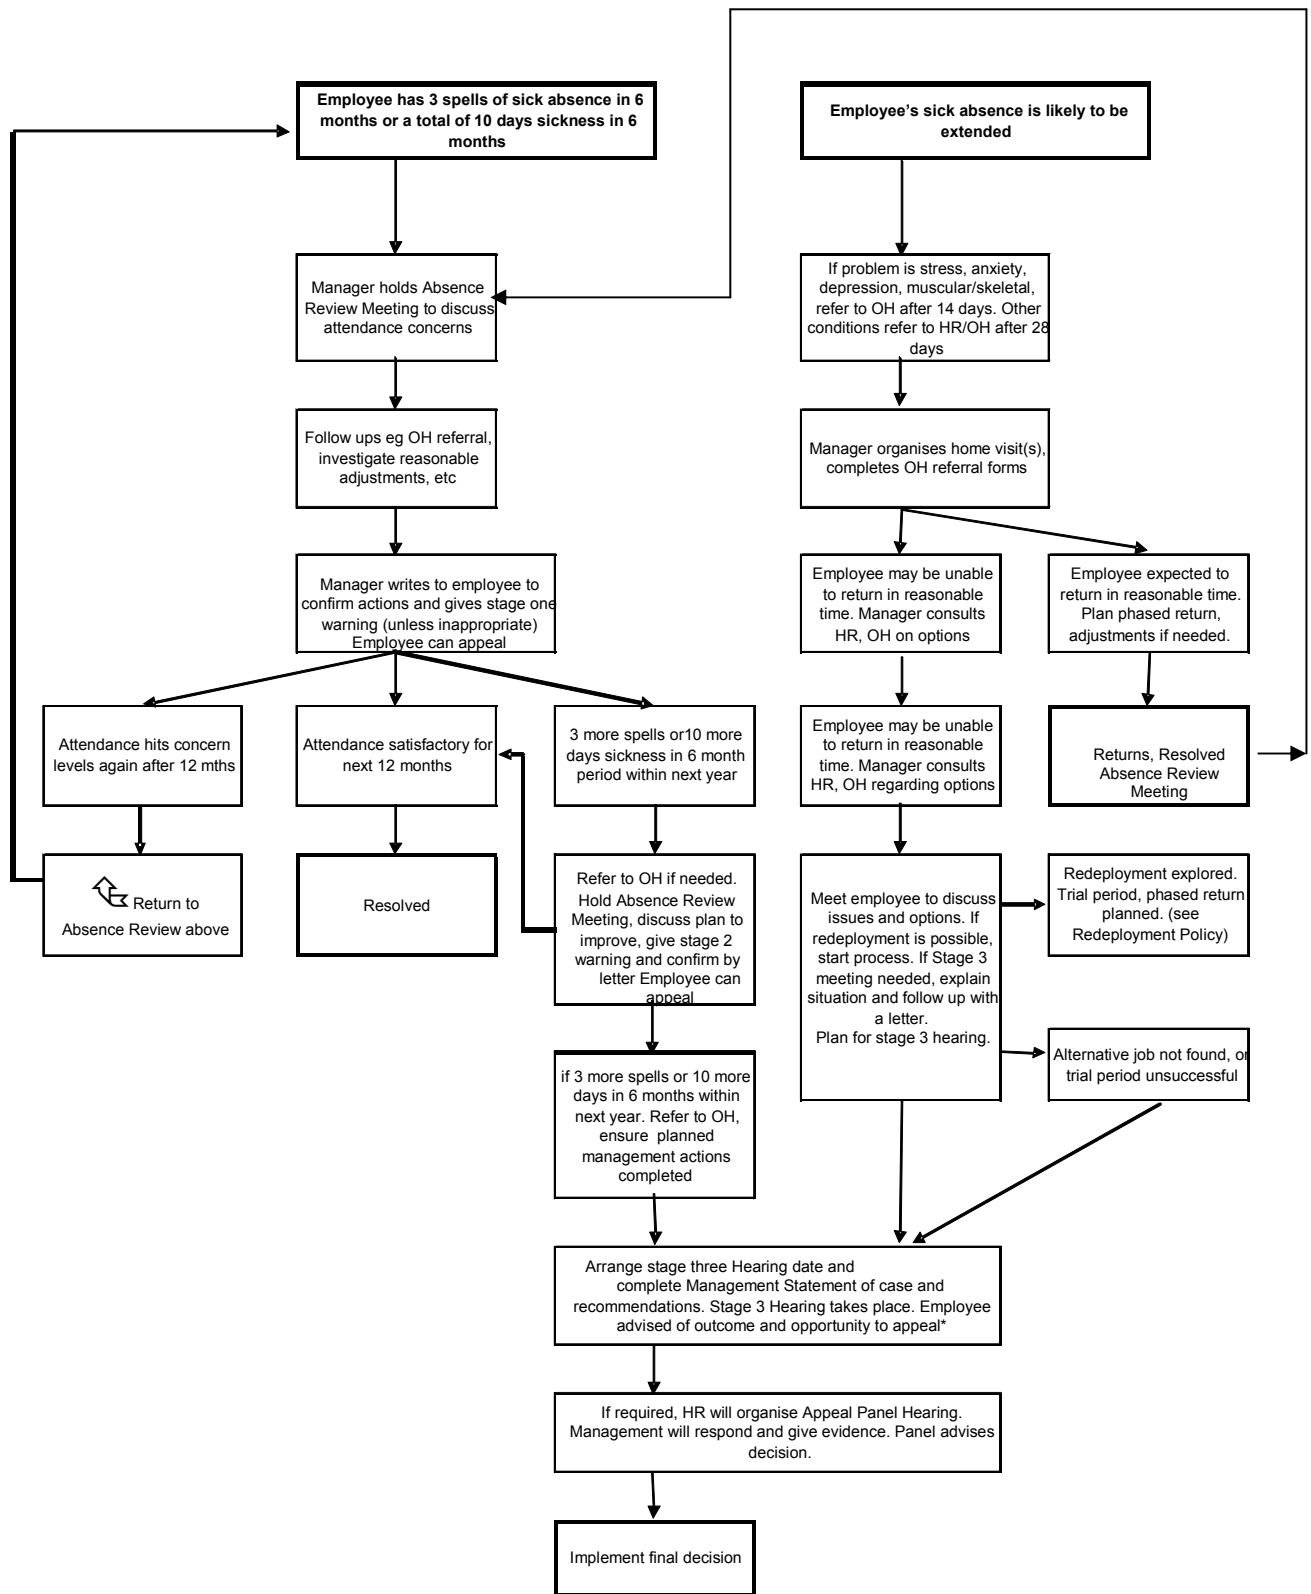 Employee has 3 spells of sick absence in 6
months or a total of 10 days sickness in 6
months
Employee’s sick absence is likely to be
extended
Manager holds Absence
Review Meeting to discuss
attendance concerns
If problem is stress, anxiety,
depression, muscular/skeletal,
refer to OH after 14 days. Other
conditions refer to HR/OH after 28
days
Follow ups eg OH referral,
investigate reasonable
adjustments, etc
Manager organises home visit(s),
completes OH referral forms
Manager writes to employee to
confirm actions and gives stage one
warning (unless inappropriate)
Employee can appeal
Employee may be unable
to return in reasonable
time. Manager consults
HR, OH on options
Employee expected to
return in reasonable time.
Plan phased return,
adjustments if needed.
Attendance hits concern
levels again after 12 mths
Attendance satisfactory for
next 12 months
3 more spells or10 more
days sickness in 6 month
period within next year
Employee may be unable
to return in reasonable
time. Manager consults
HR, OH regarding options
Returns, Resolved
Absence Review
Meeting
Return to
Absence Review above
Resolved
Refer to OH if needed.
Hold Absence Review
Meeting, discuss plan to
improve, give stage 2
warning and confirm by
letter Employee can
appeal
Meet employee to discuss
issues and options. If
redeployment is possible,
start process. If Stage 3
meeting needed, explain
situation and follow up with
a letter.
Plan for stage 3 hearing.
Redeployment explored.
Trial period, phased return
planned. (see
Redeployment Policy)
Alternative job not found, or
trial period unsuccessful
if 3 more spells or 10 more
days in 6 months within
next year. Refer to OH,
ensure planned
management actions
completed
Arrange stage three Hearing date and
complete Management Statement of case and
recommendations. Stage 3 Hearing takes place. Employee
advised of outcome and opportunity to appeal*
If required, HR will organise Appeal Panel Hearing.
Management will respond and give evidence. Panel advises
decision.
Implement final decision